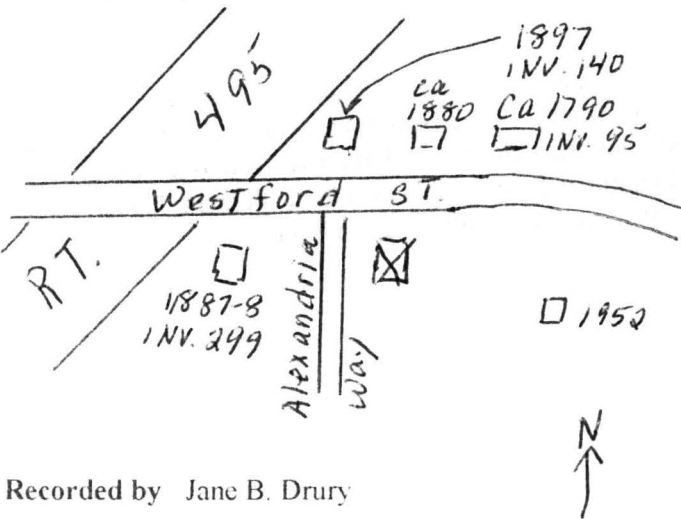 495
1897
INV. 140
ca
1880
Ca 1790
INV. 95
Westford ST.
RT.
1887-8
INV. 299
Alexandria
Way
1952
N
Recorded by Jane B. Drury